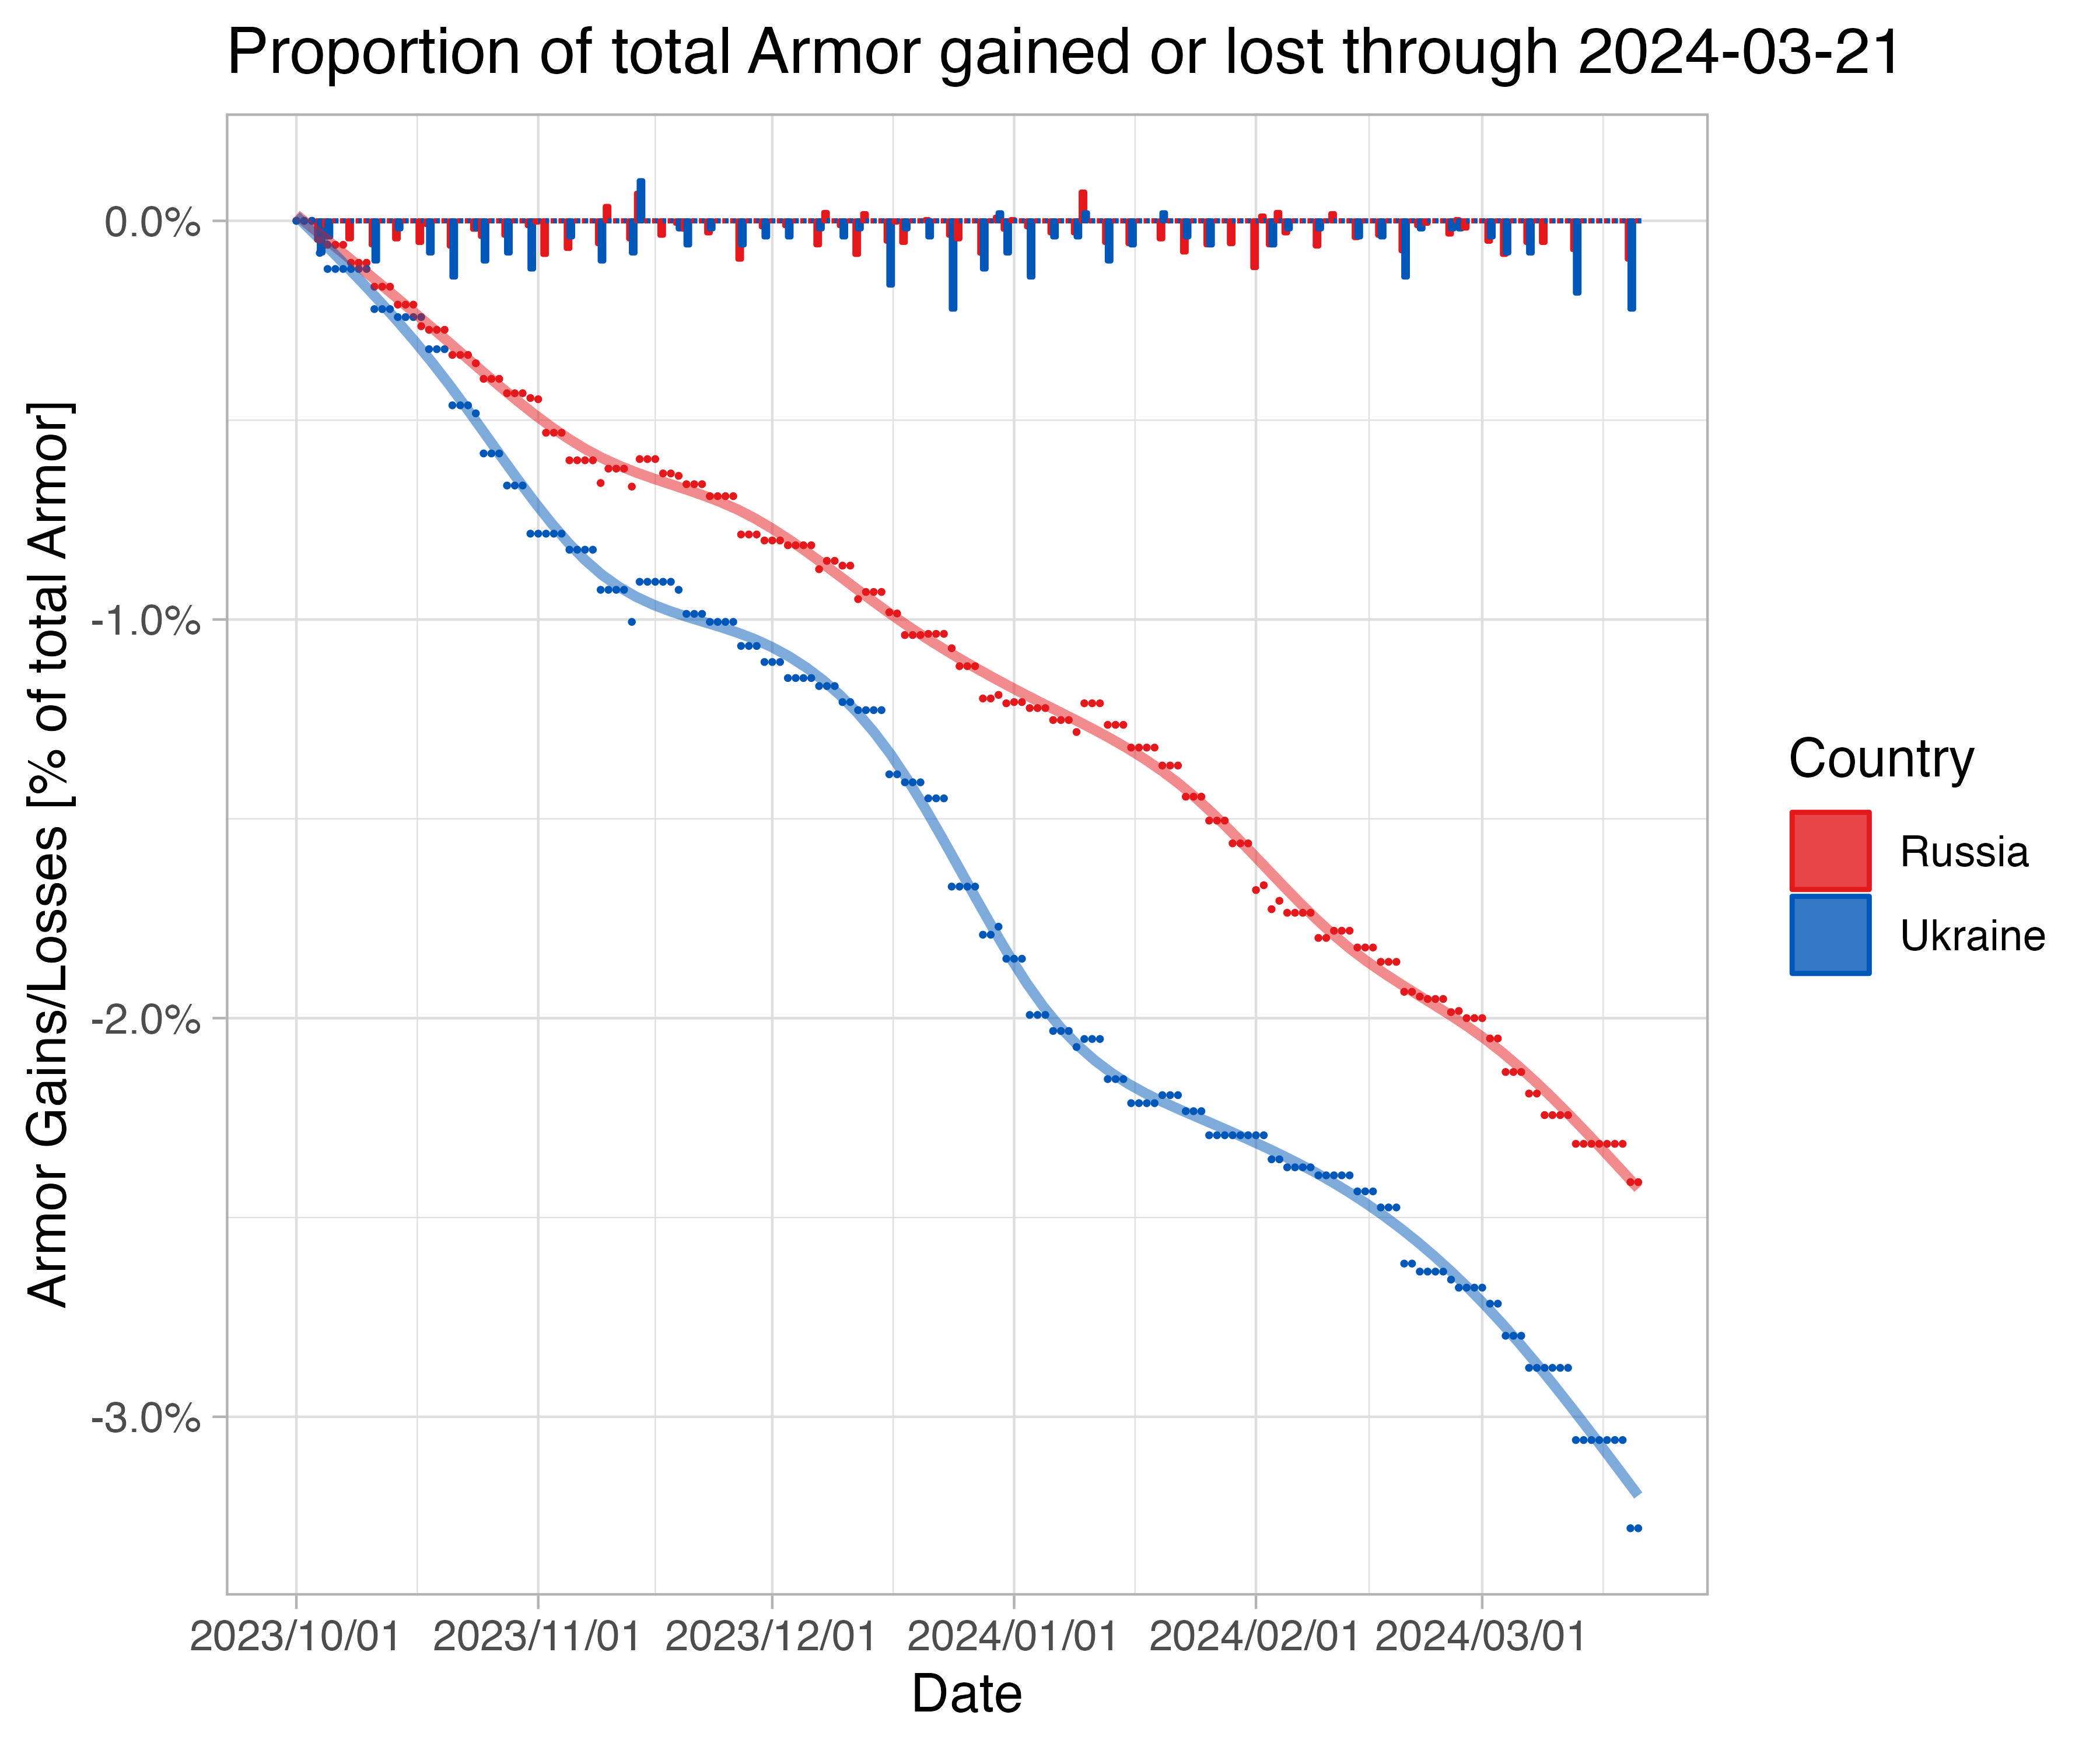 Proportion of total Armor gained or lost through 2024-03-21
Armor Gains/Losses [% of total Armor]
0.0%
-1.0%
-2.0%
-3.0%
2023/10/01
2023/11/01
2023/12/01
2024/01/01
2024/02/01
2024/03/01
Date
Country
Russia
Ukraine